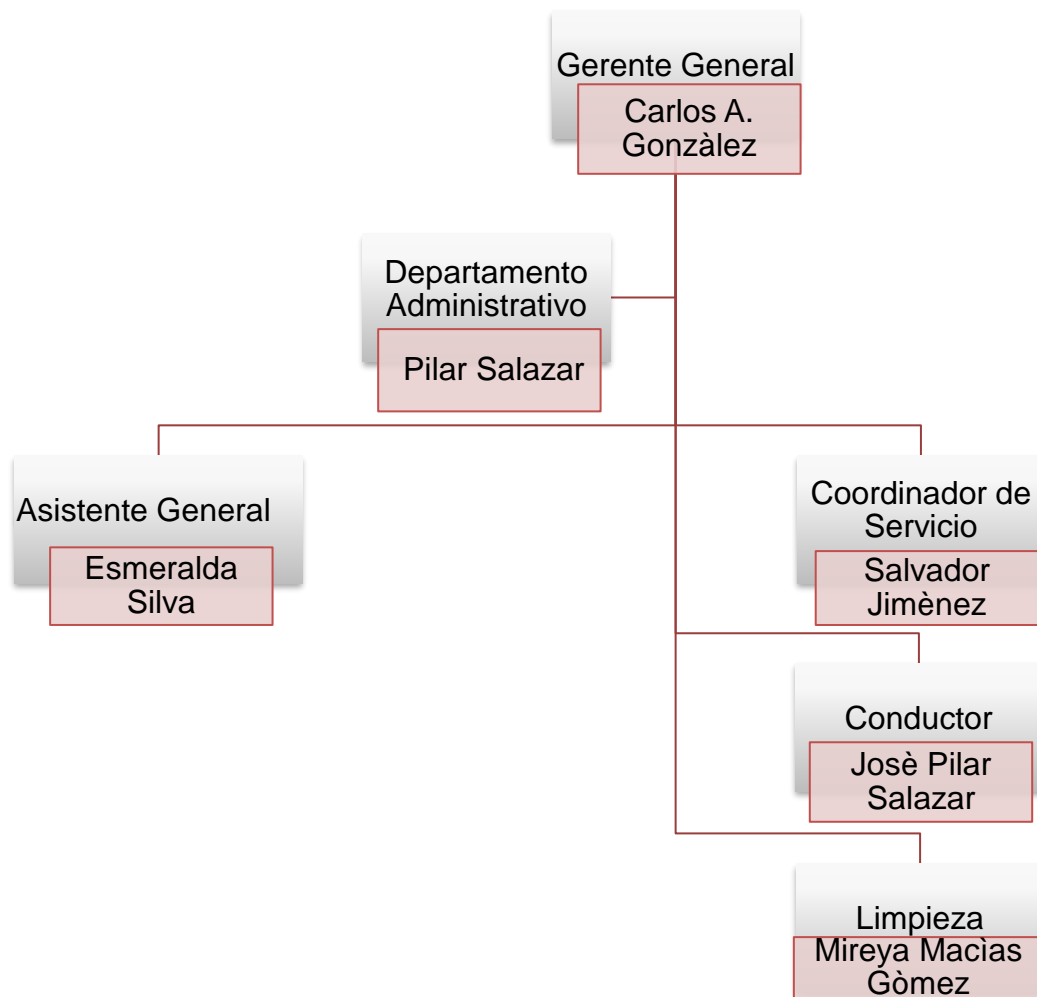 Gerente General
Carlos A.
Gonzàlez
Departamento
Administrativo
Pilar Salazar
Asistente General
Esmeralda
Silva
Coordinador de
Servicio
Salvador
Jimènez
Conductor
Josè Pilar
Salazar
Limpieza
Mireya Macìas
Gòmez